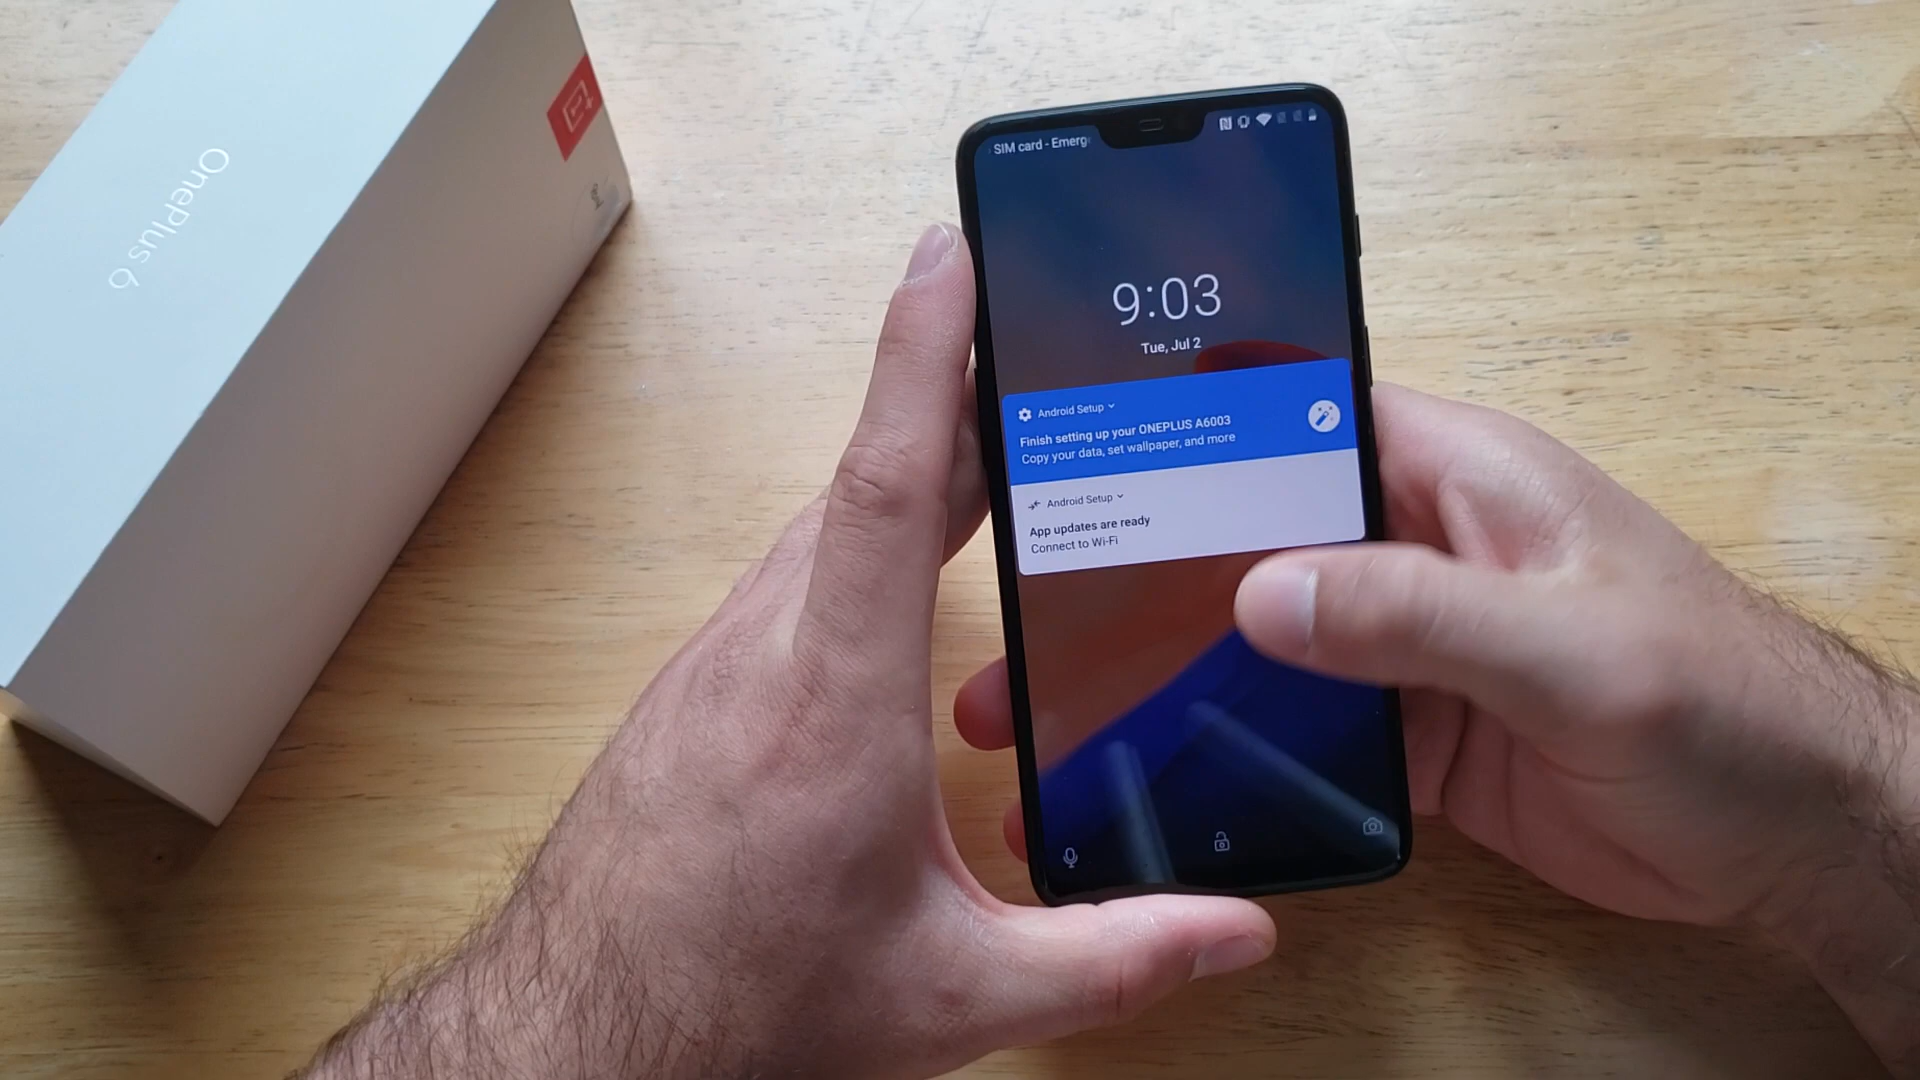 OnePlus 6
SIM card - Emerg
9:03
Tue, Jul 2
Android Setup
Finish setting up your ONEPLUS A6003
Copy your data, set wallpaper, and more
Android Setup
App updates are ready
Connect to Wi-Fi